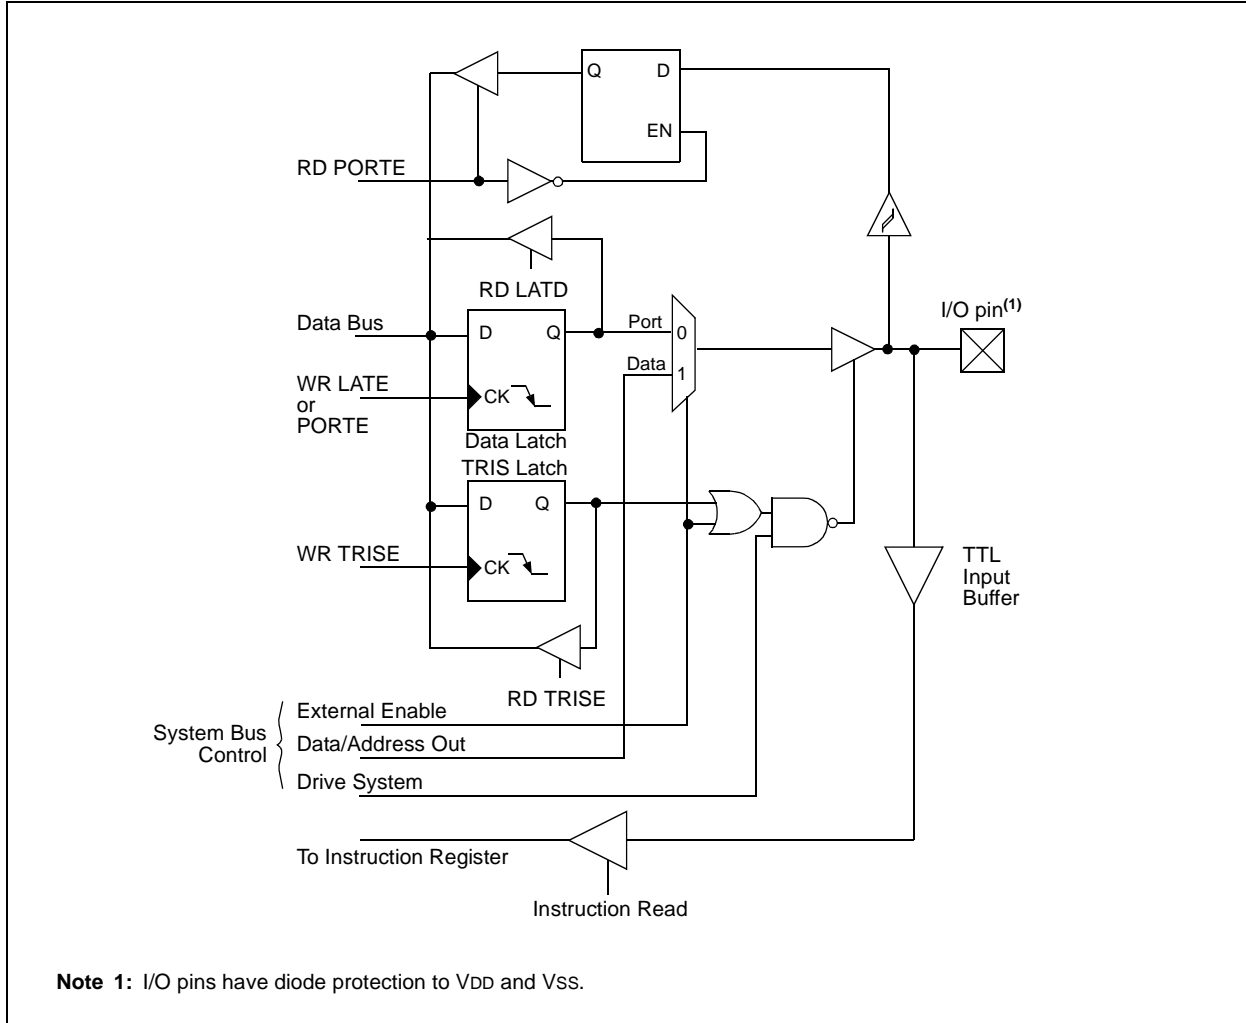 Q D
EN
RD PORTE
RD LATD
I/O pin(1)
Data Bus
D Q
Port
0
Data
1
WR LATE
or
PORTE
CK
Data Latch
TRIS Latch
D Q
WR TRISE
CK
TTL
Input
Buffer
RD TRISE
System Bus
Control
External Enable
Data/Address Out
Drive System
To Instruction Register
Instruction Read
Note 1: I/O pins have diode protection to VDD and VSS.